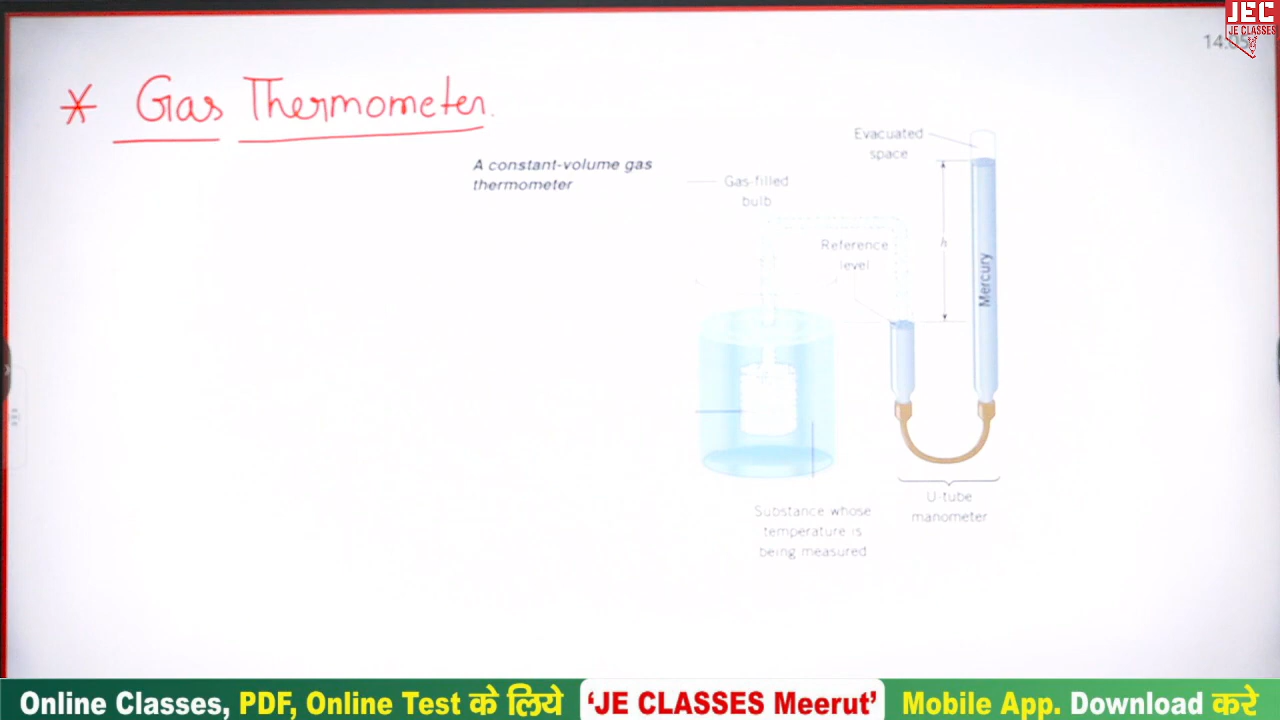 JEC
JE CLASSES
* Gas Thermometer.
Evacuated
space
A constant-volume gas
thermometer
Gas-filled
bulb
Reference
level
h
Mercury
U-tube
manometer
Substance whose
temperature is
being measured
Online Classes, PDF, Online Test के लिये 'JE CLASSES Meerut' Mobile App. Download करे